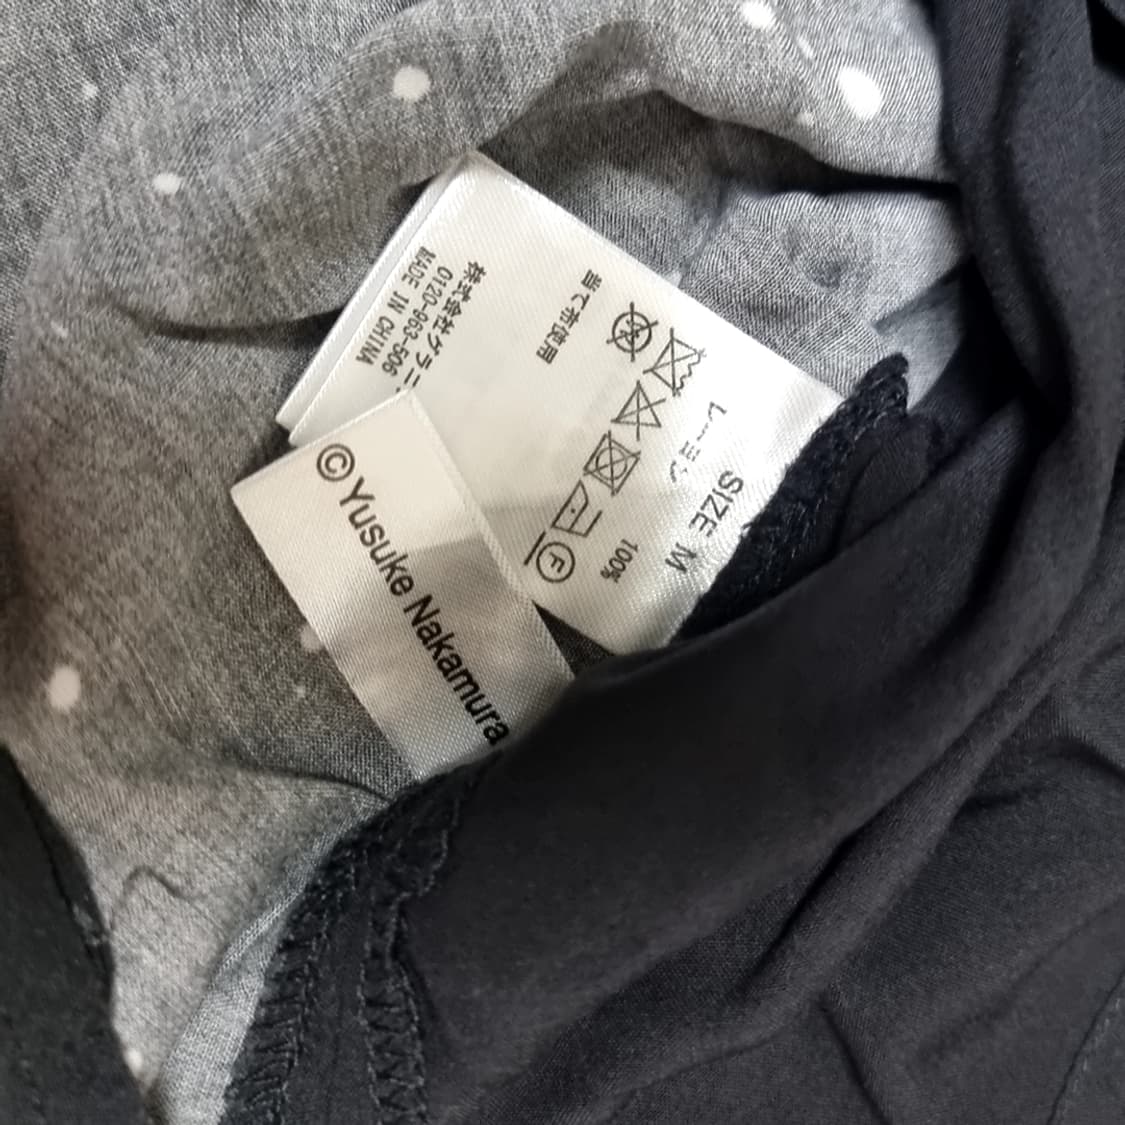 SIZE M
レーヨン 100%
当て布使用
株式会社グラニ
0120-963-506
MADE IN CHINA
© Yusuke Nakamura
F